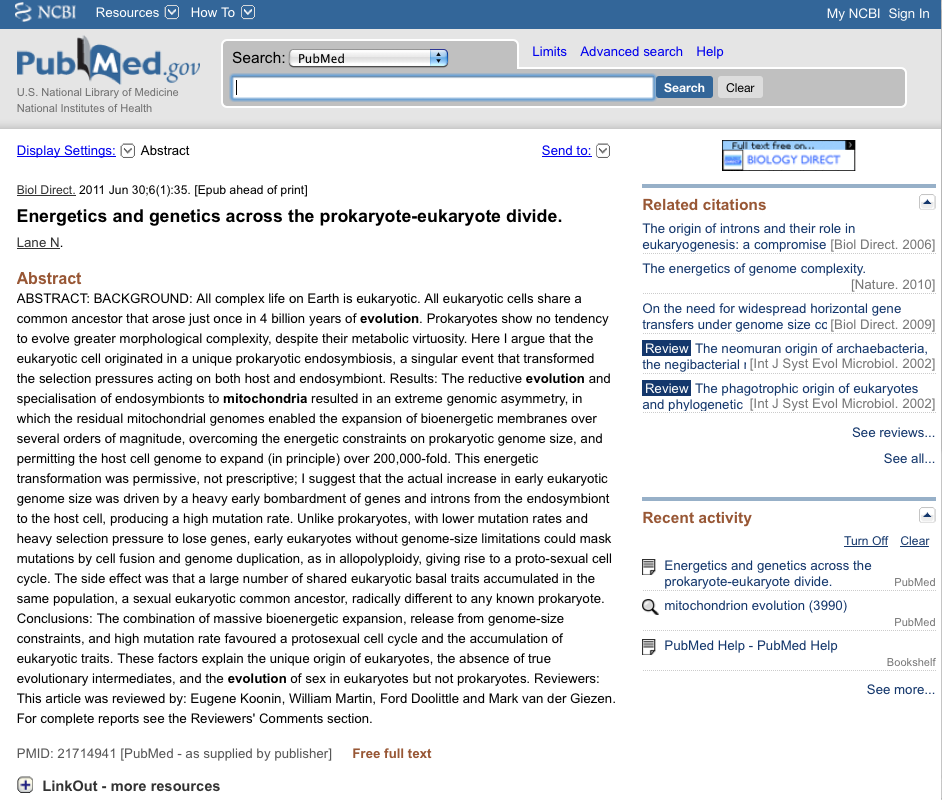 NCBI Resources How To My NCBI Sign In
PubMed.gov
U.S. National Library of Medicine
National Institutes of Health
Search: PubMed
Limits Advanced search Help
Search Clear
Display Settings: Abstract Send to:
Full text free on...
BIOLOGY DIRECT
Biol Direct. 2011 Jun 30;6(1):35. [Epub ahead of print]
Energetics and genetics across the prokaryote-eukaryote divide.
Lane N.
Abstract
ABSTRACT: BACKGROUND: All complex life on Earth is eukaryotic. All eukaryotic cells share a
common ancestor that arose just once in 4 billion years of evolution. Prokaryotes show no tendency
to evolve greater morphological complexity, despite their metabolic virtuosity. Here I argue that the
eukaryotic cell originated in a unique prokaryotic endosymbiosis, a singular event that transformed
the selection pressures acting on both host and endosymbiont. Results: The reductive evolution and
specialisation of endosymbionts to mitochondria resulted in an extreme genomic asymmetry, in
which the residual mitochondrial genomes enabled the expansion of bioenergetic membranes over
several orders of magnitude, overcoming the energetic constraints on prokaryotic genome size, and
permitting the host cell genome to expand (in principle) over 200,000-fold. This energetic
transformation was permissive, not prescriptive; I suggest that the actual increase in early eukaryotic
genome size was driven by a heavy early bombardment of genes and introns from the endosymbiont
to the host cell, producing a high mutation rate. Unlike prokaryotes, with lower mutation rates and
heavy selection pressure to lose genes, early eukaryotes without genome-size limitations could mask
mutations by cell fusion and genome duplication, as in allopolyploidy, giving rise to a proto-sexual cell
cycle. The side effect was that a large number of shared eukaryotic basal traits accumulated in the
same population, a sexual eukaryotic common ancestor, radically different to any known prokaryote.
Conclusions: The combination of massive bioenergetic expansion, release from genome-size
constraints, and high mutation rate favoured a protosexual cell cycle and the accumulation of
eukaryotic traits. These factors explain the unique origin of eukaryotes, the absence of true
evolutionary intermediates, and the evolution of sex in eukaryotes but not prokaryotes. Reviewers:
This article was reviewed by: Eugene Koonin, William Martin, Ford Doolittle and Mark van der Giezen.
For complete reports see the Reviewers' Comments section.
PMID: 21714941 [PubMed - as supplied by publisher] Free full text
LinkOut - more resources
Related citations
The origin of introns and their role in
eukaryogenesis: a compromise [Biol Direct. 2006]
The energetics of genome complexity.
[Nature. 2010]
On the need for widespread horizontal gene
transfers under genome size cc [Biol Direct. 2009]
Review The neomuran origin of archaebacteria,
the negibacterial r [Int J Syst Evol Microbiol. 2002]
Review The phagotrophic origin of eukaryotes
and phylogenetic [Int J Syst Evol Microbiol. 2002]
See reviews...
See all...
Recent activity
Turn Off Clear
Energetics and genetics across the
prokaryote-eukaryote divide. PubMed
mitochondrion evolution (3990)
PubMed
PubMed Help - PubMed Help
Bookshelf
See more...